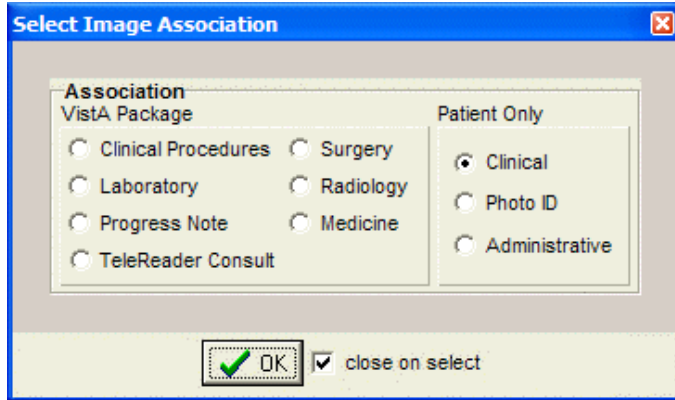 Select Image Association
Association
VistA Package
Patient Only
Clinical Procedures
Surgery
Laboratory
Radiology
Progress Note
Medicine
TeleReader Consult
Clinical
Photo ID
Administrative
OK
close on select